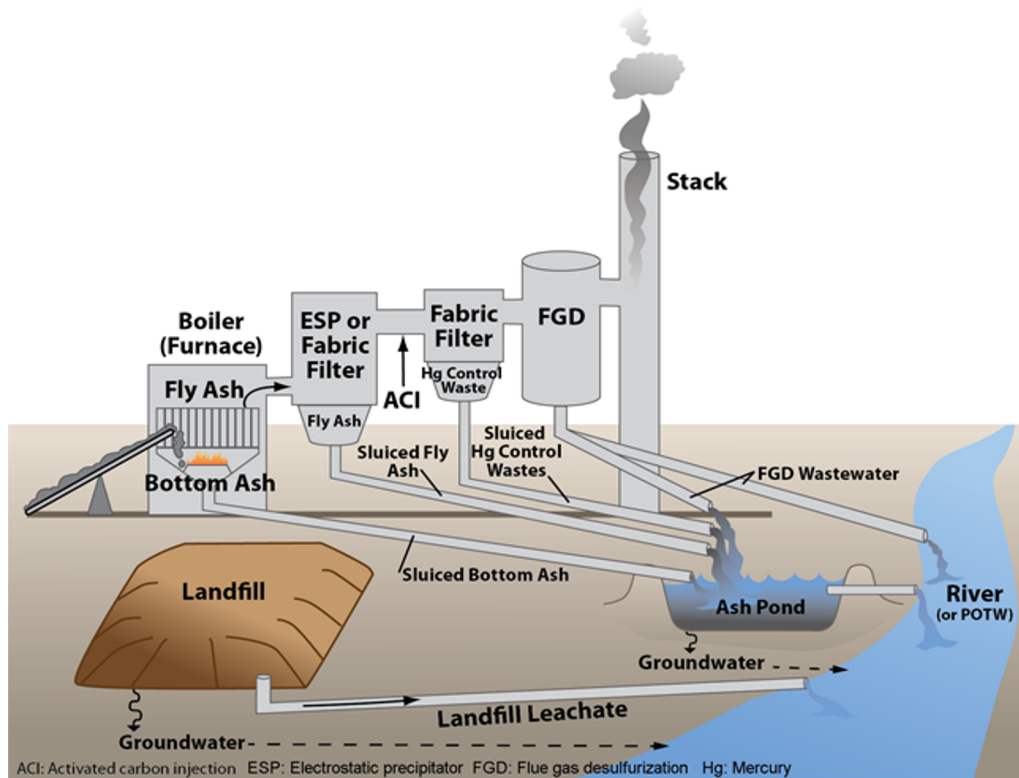 Stack
Boiler
(Furnace)
ESP or
Fabric
Filter
Fabric
Filter
FGD
Fly Ash
Hg Control
Waste
ACI
Fly Ash
Sluiced Fly
Ash
Sluiced
Hg Control
Wastes
FGD Wastewater
Bottom Ash
Sluiced Bottom Ash
Landfill
Ash Pond
River
(or POTW)
Groundwater
Landfill Leachate
Groundwater
ACI: Activated carbon injection ESP: Electrostatic precipitator FGD: Flue gas desulfurization Hg: Mercury